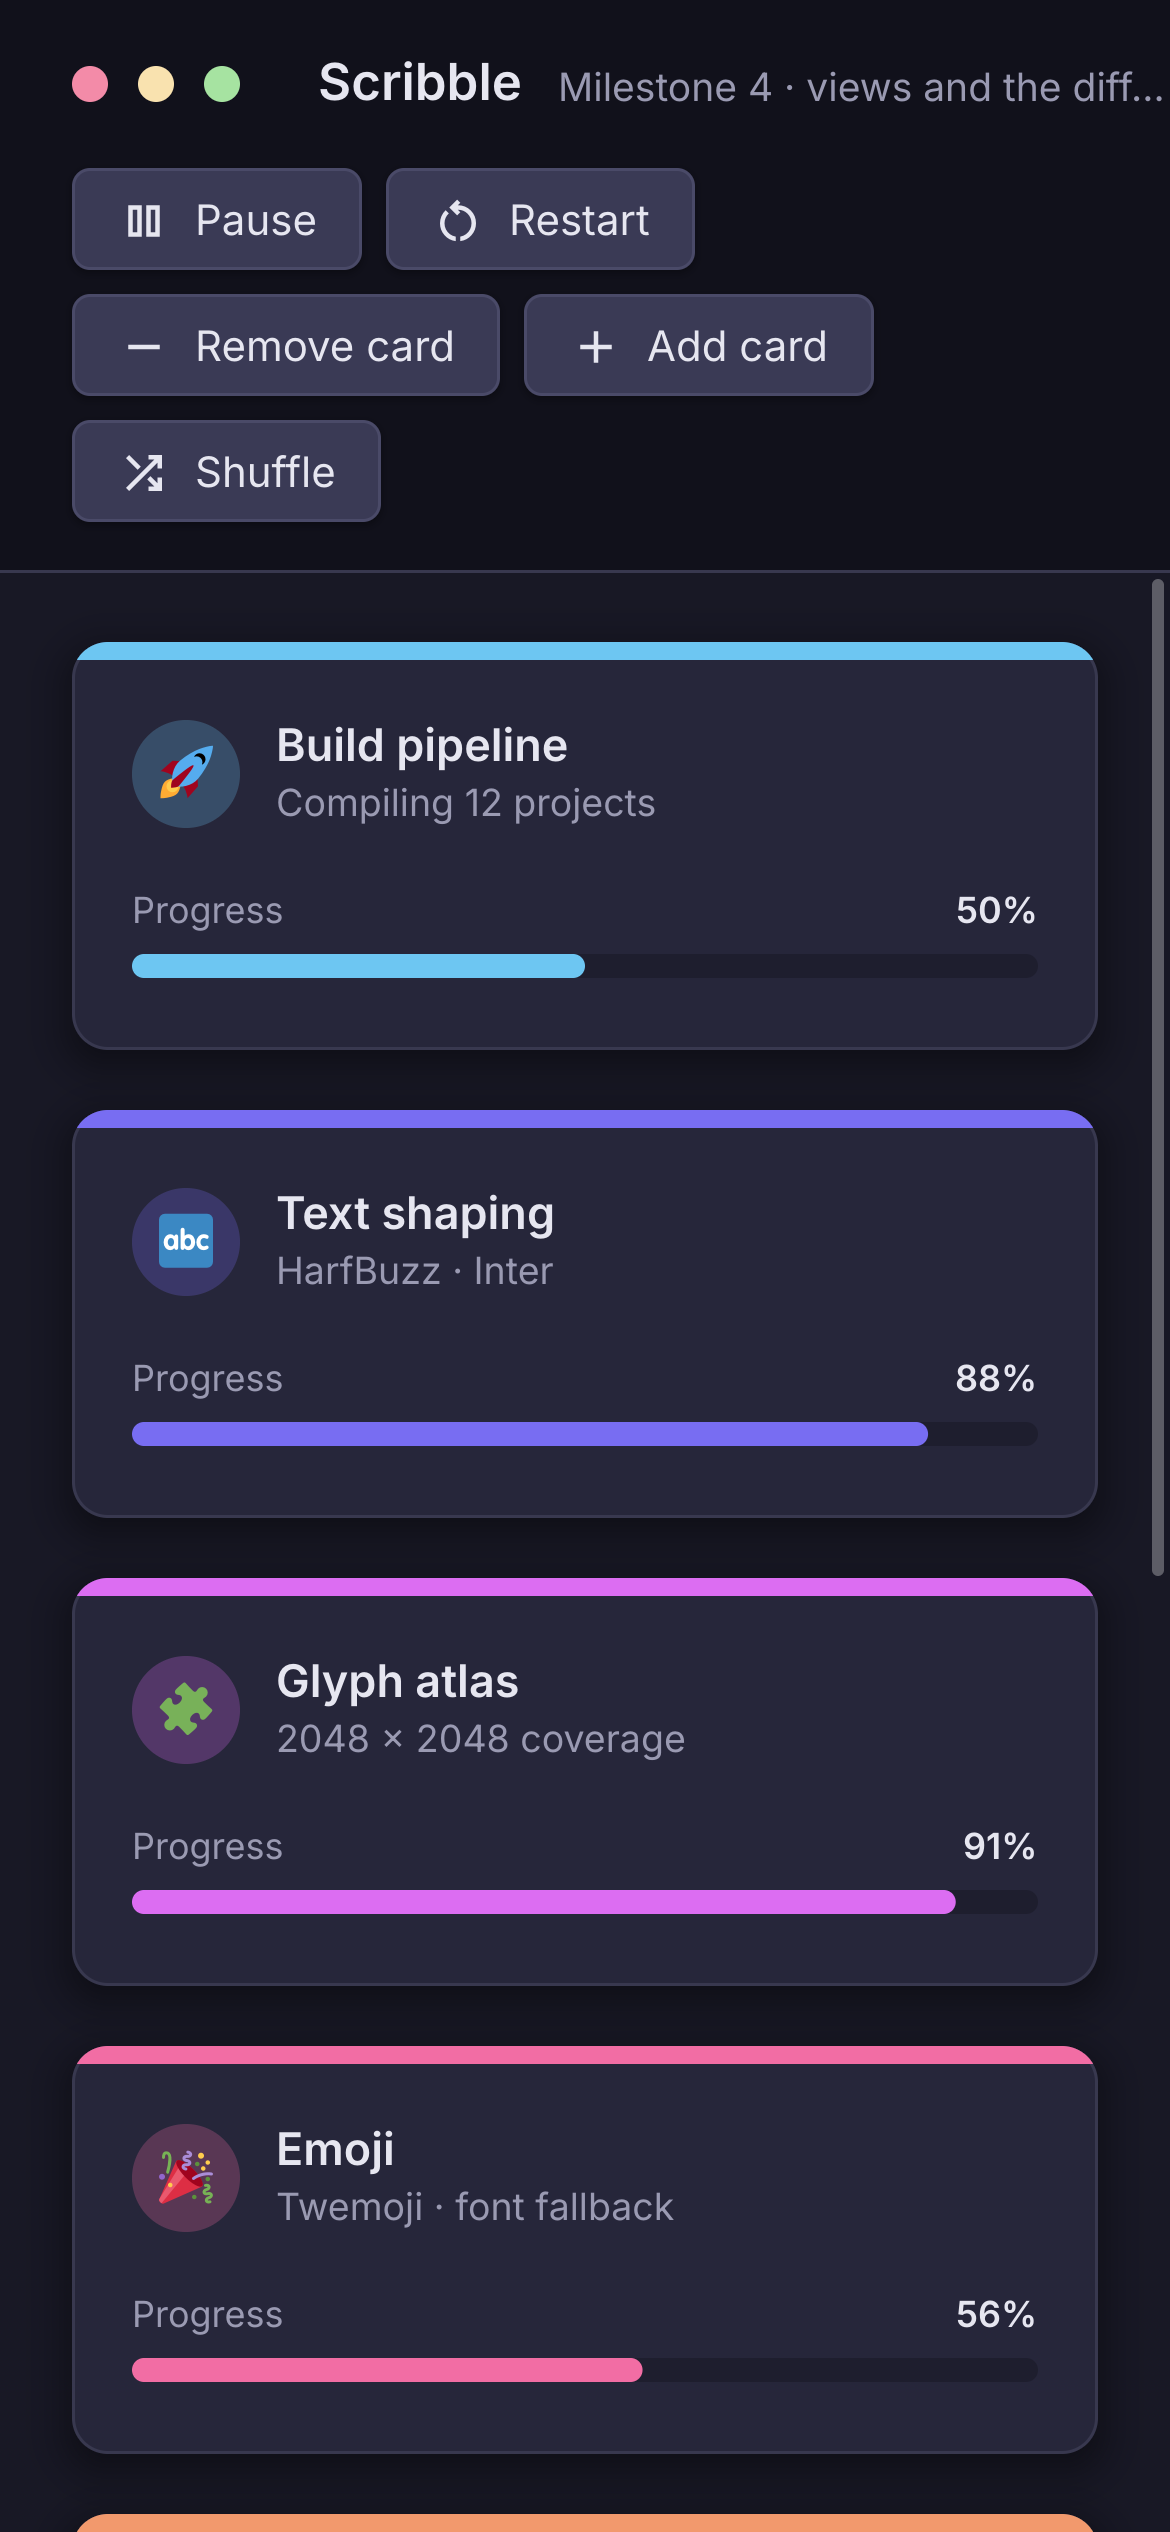 Scribble Milestone 4 · views and the diff...
Pause Restart
Remove card Add card
Shuffle
Build pipeline
Compiling 12 projects
Progress 50%
abc
Text shaping
HarfBuzz · Inter
Progress 88%
Glyph atlas
2048 × 2048 coverage
Progress 91%
Emoji
Twemoji · font fallback
Progress 56%